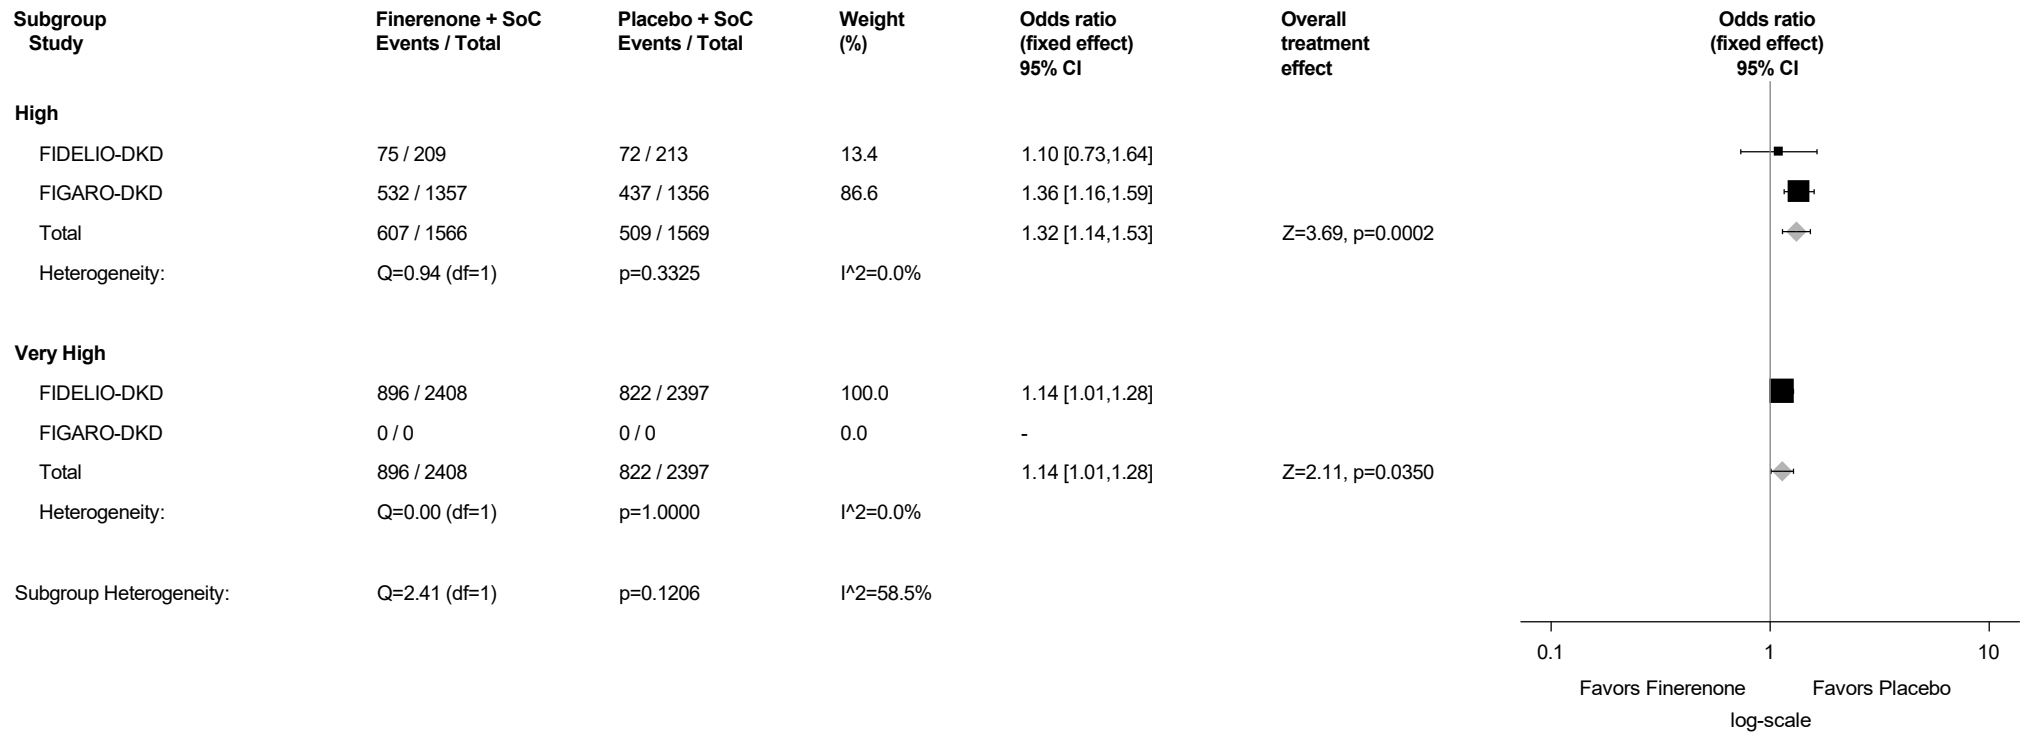 Subgroup Finerenone + SoC Placebo + SoC Weight Odds ratio Overall Odds ratio
Study Events / Total Events / Total (%) (fixed effect) treatment (fixed effect)
95% CI effect 95% CI
High
FIDELIO-DKD 75 / 209 72 / 213 13.4 1.10 [0.73,1.64]
FIGARO-DKD 532 / 1357 437 / 1356 86.6 1.36 [1.16,1.59]
Total 607 / 1566 509 / 1569 1.32 [1.14,1.53] Z=3.69, p=0.0002
Heterogeneity: Q=0.94 (df=1) p=0.3325 I^2=0.0%
Very High
FIDELIO-DKD 896 / 2408 822 / 2397 100.0 1.14 [1.01,1.28]
FIGARO-DKD 0 / 0 0 / 0 0.0 -
Total 896 / 2408 822 / 2397 1.14 [1.01,1.28] Z=2.11, p=0.0350
Heterogeneity: Q=0.00 (df=1) p=1.0000 I^2=0.0%
Subgroup Heterogeneity: Q=2.41 (df=1) p=0.1206 I^2=58.5%
0.1 1 10
Favors Finerenone Favors Placebo
log-scale